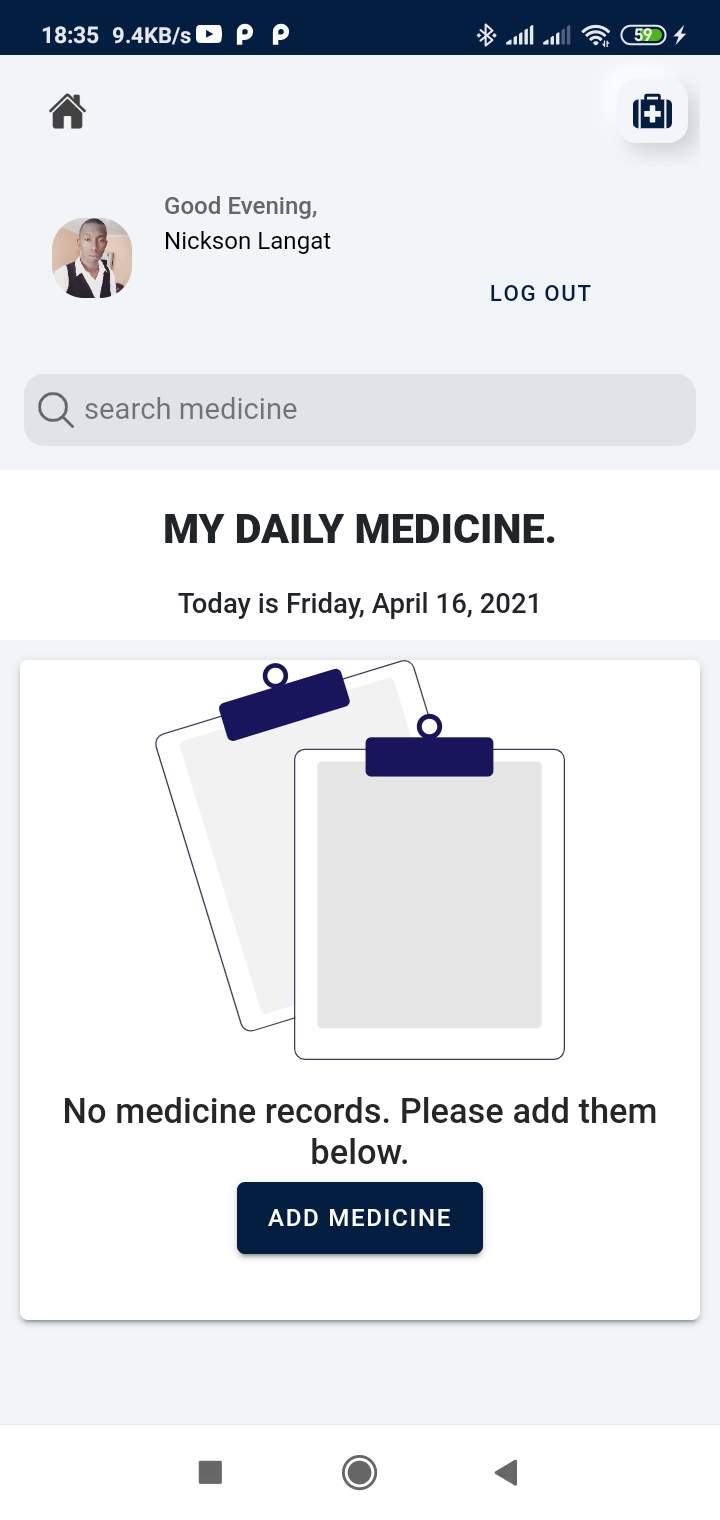 18:35 9.4KB/s 59
Good Evening,
Nickson Langat
LOG OUT
search medicine
MY DAILY MEDICINE.
Today is Friday, April 16, 2021
No medicine records. Please add them
below.
ADD MEDICINE